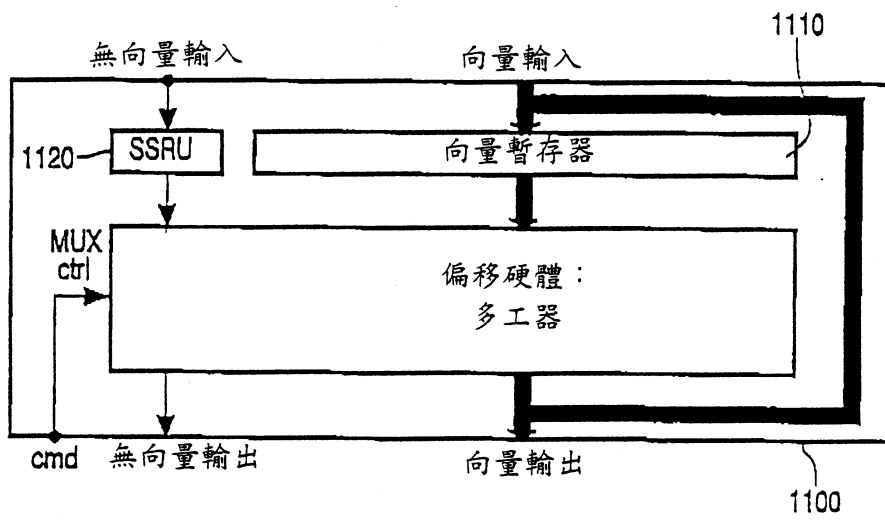 1110
無向量輸入
向量輸入
1120
SSRU
向量暫存器
MUX
ctrl
偏移硬體：
多工器
cmd
無向量輸出
向量輸出
1100